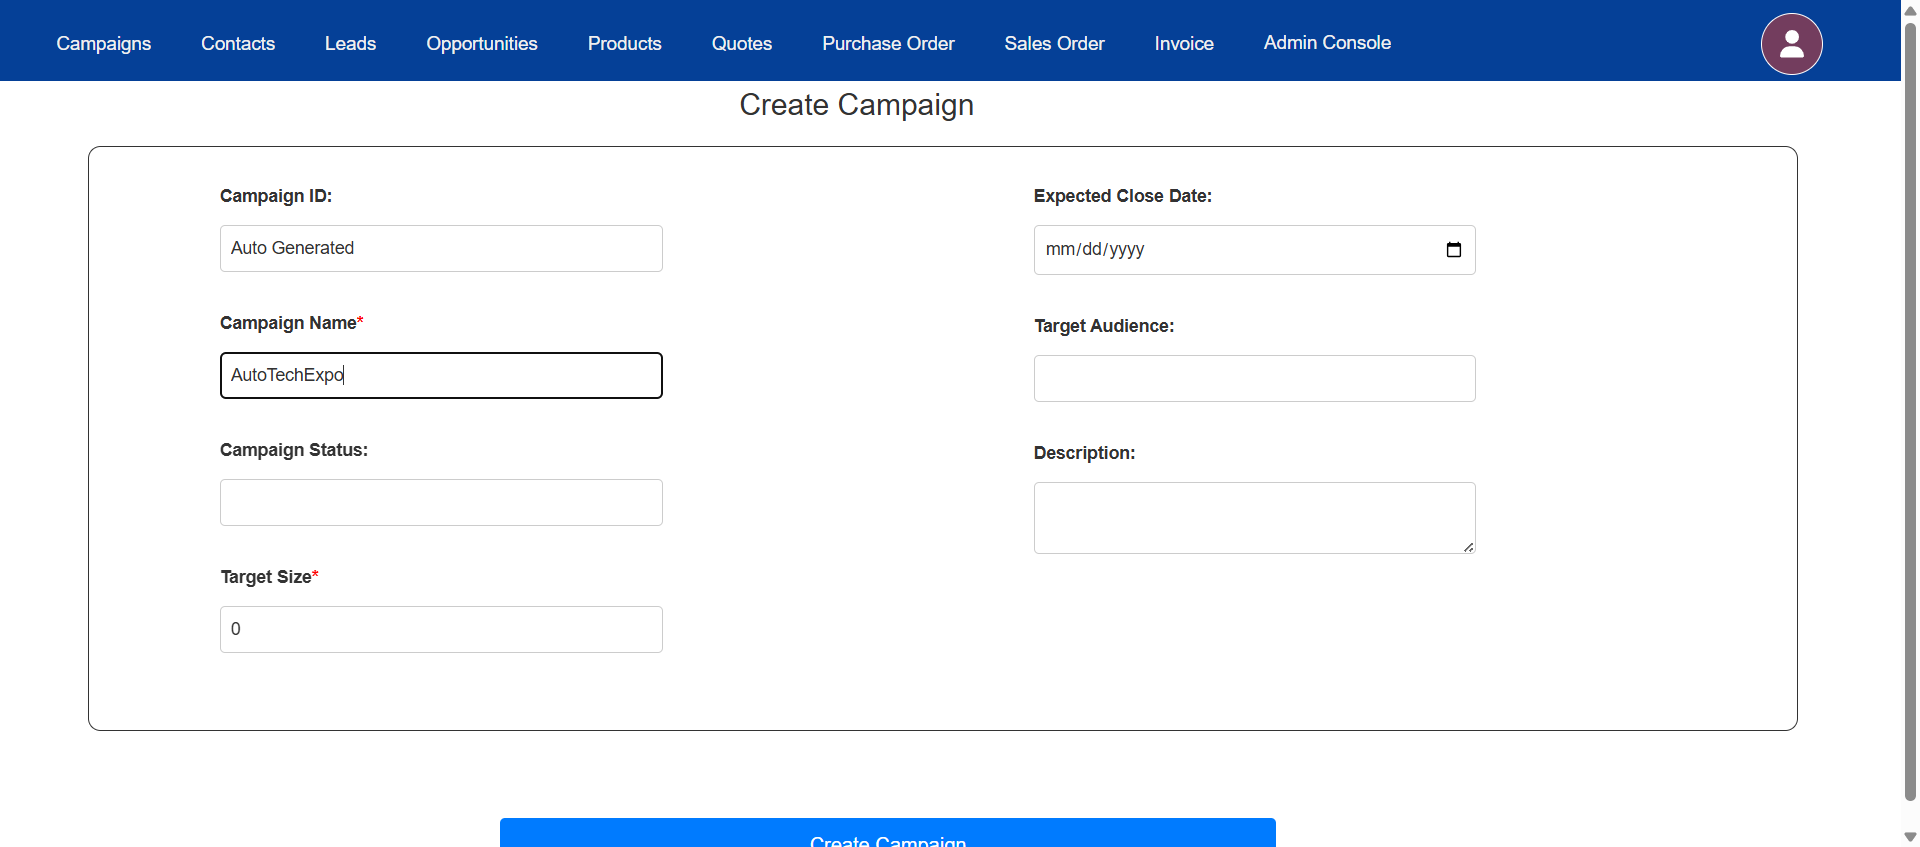 Campaigns Contacts Leads Opportunities Products Quotes Purchase Order Sales Order Invoice Admin Console
Create Campaign
Campaign ID:
Auto Generated
Campaign Name*
AutoTechExpo
Campaign Status:
Target Size*
0
Expected Close Date:
mm/dd/yyyy
Target Audience:
Description:
Create Campaign